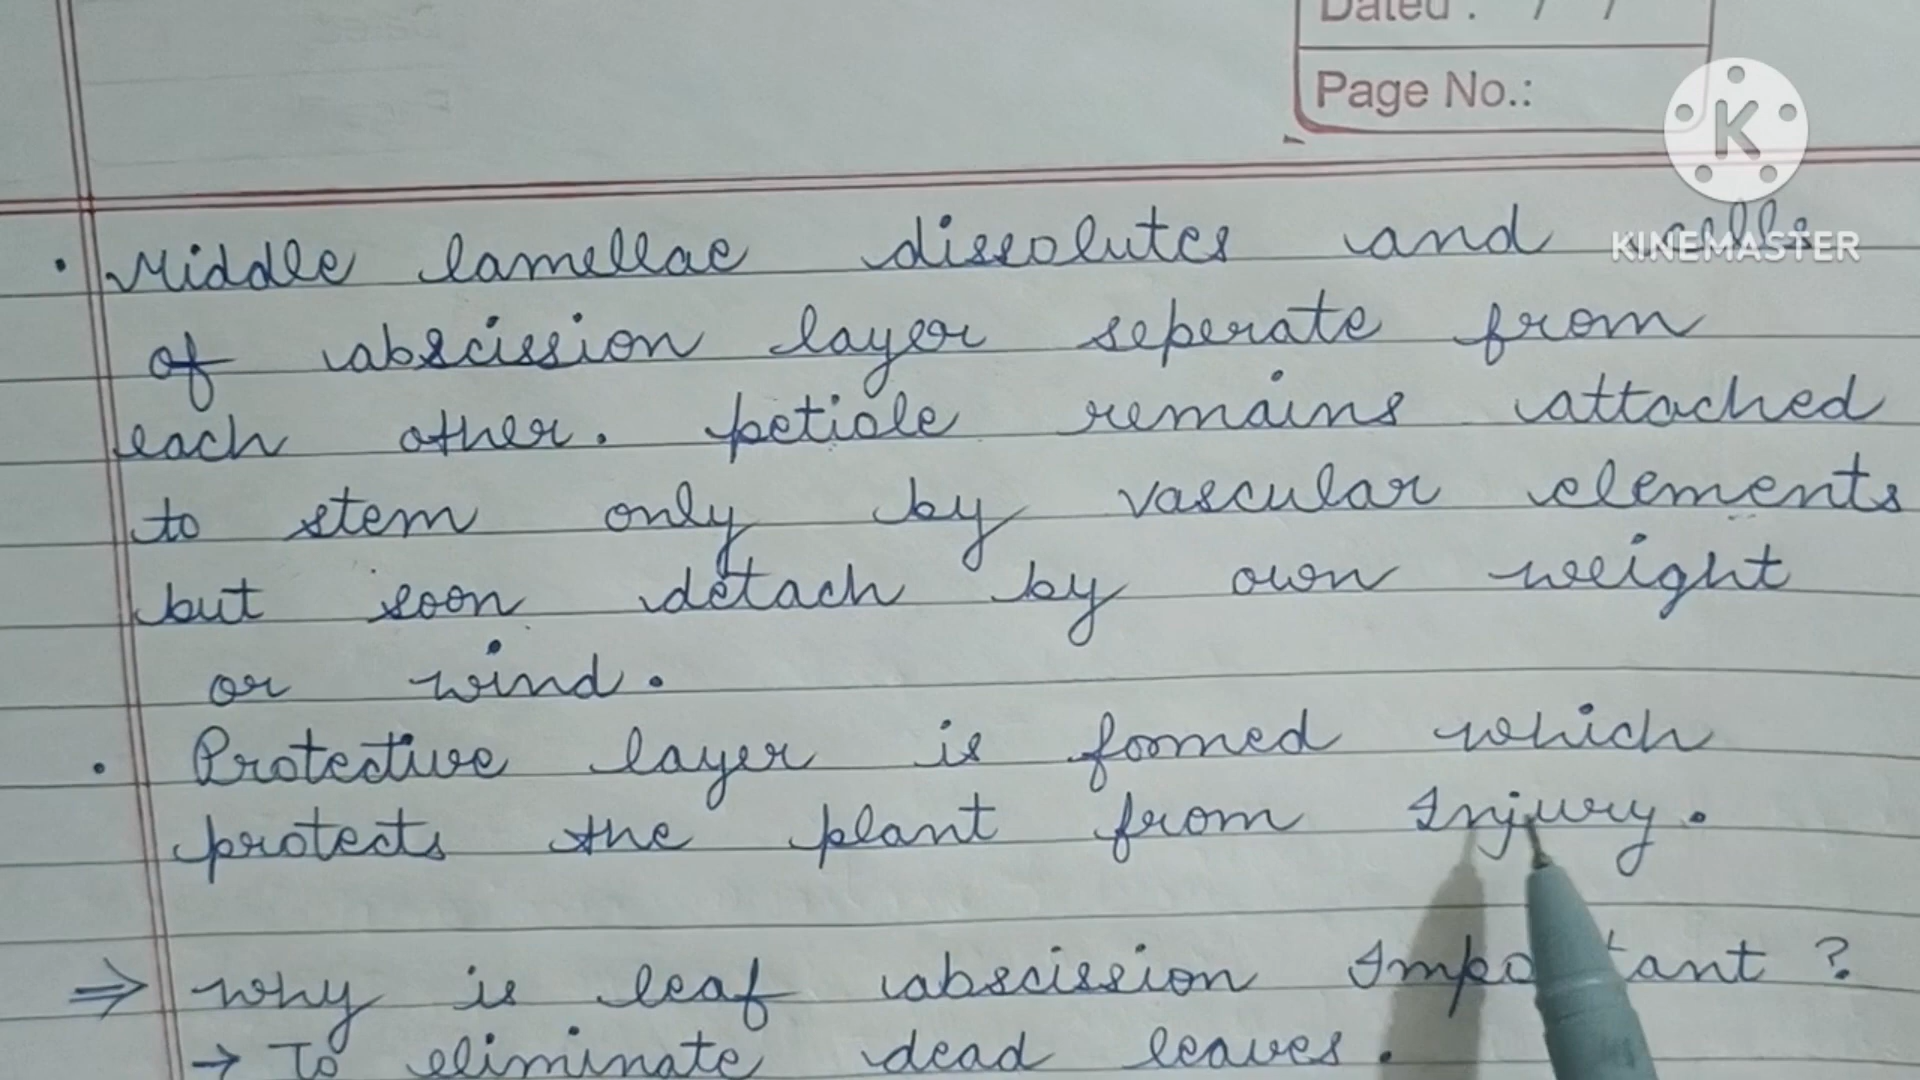 Dated : / /
Page No.:
K
KINEMASTER
• Middle lamellae dissolutes and cells
of abscission layer seperate from
each other. petiole remains attached
to stem only by vascular elements
but soon detach by own weight
or wind.
• Protective layer is formed which
protects the plant from Injury.
⇒ why is leaf abscission Important ?
→ To eliminate dead leaves.